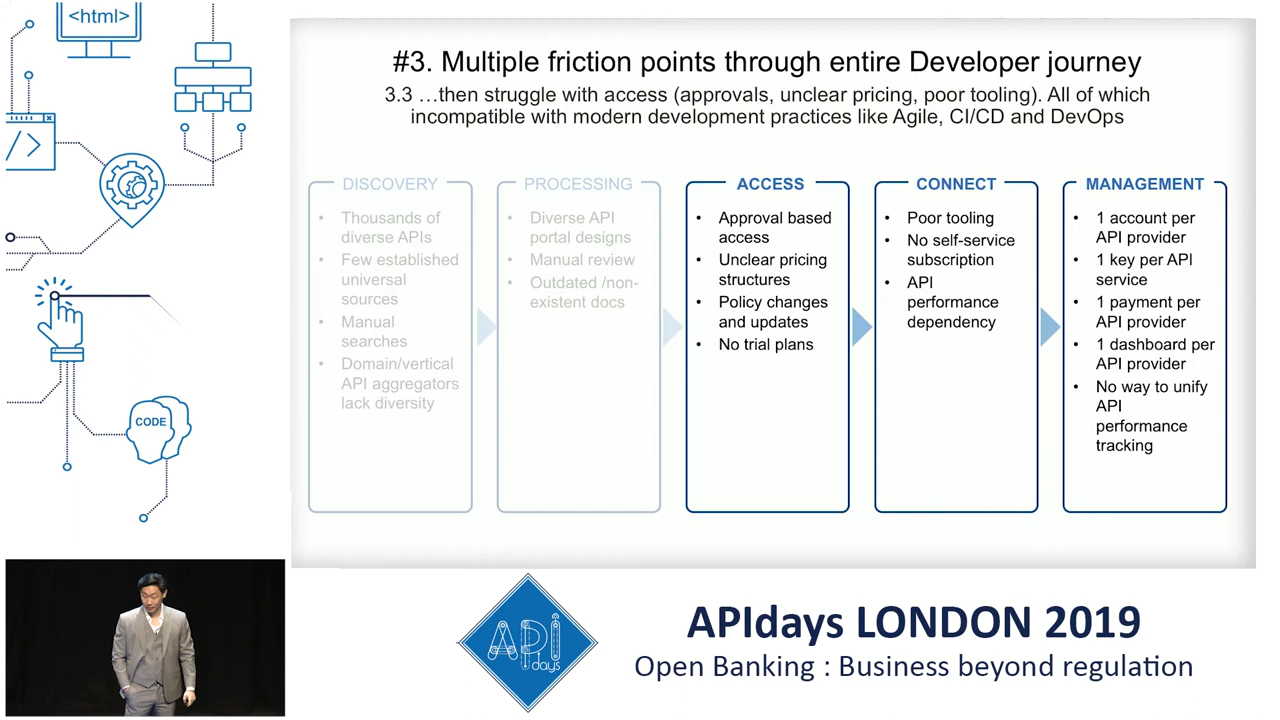 <html>
/>
CODE
#3. Multiple friction points through entire Developer journey
3.3 …then struggle with access (approvals, unclear pricing, poor tooling). All of which
incompatible with modern development practices like Agile, CI/CD and DevOps
DISCOVERY
• Thousands of
diverse APIs
• Few established
universal
sources
• Manual
searches
• Domain/vertical
API aggregators
lack diversity
PROCESSING
• Diverse API
portal designs
• Manual review
• Outdated /non-
existent docs
ACCESS
• Approval based
access
• Unclear pricing
structures
• Policy changes
and updates
• No trial plans
CONNECT
• Poor tooling
• No self-service
subscription
• API
performance
dependency
MANAGEMENT
• 1 account per
API provider
• 1 key per API
service
• 1 payment per
API provider
• 1 dashboard per
API provider
• No way to unify
API
performance
tracking
API
days
APIdays LONDON 2019
Open Banking : Business beyond regulation